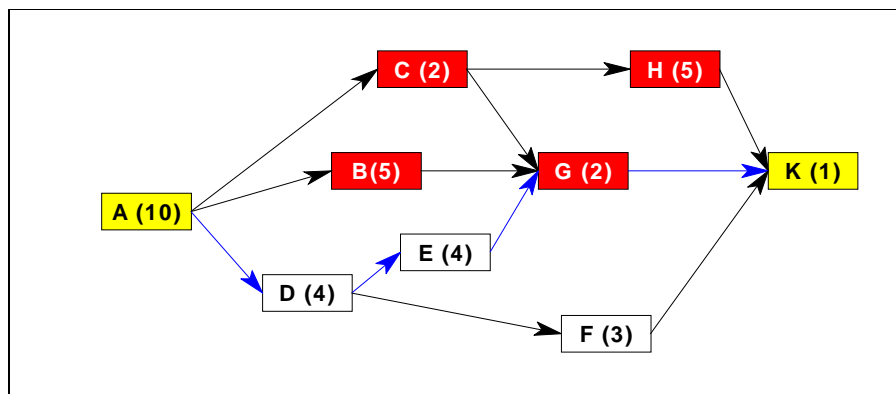 C (2)
H (5)
B(5)
G (2)
K (1)
A (10)
E (4)
D (4)
F (3)